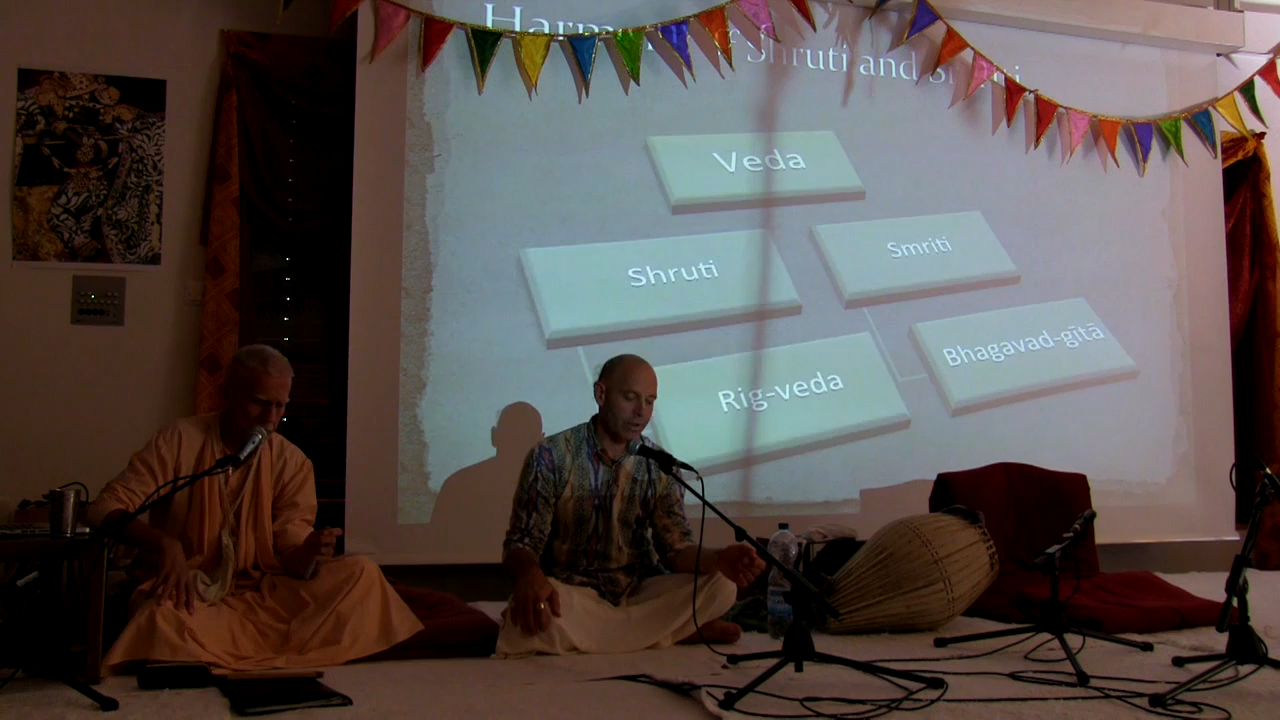 Shruti and
Veda
Shruti
Smriti
Rig-veda
Bhagavad-gītā